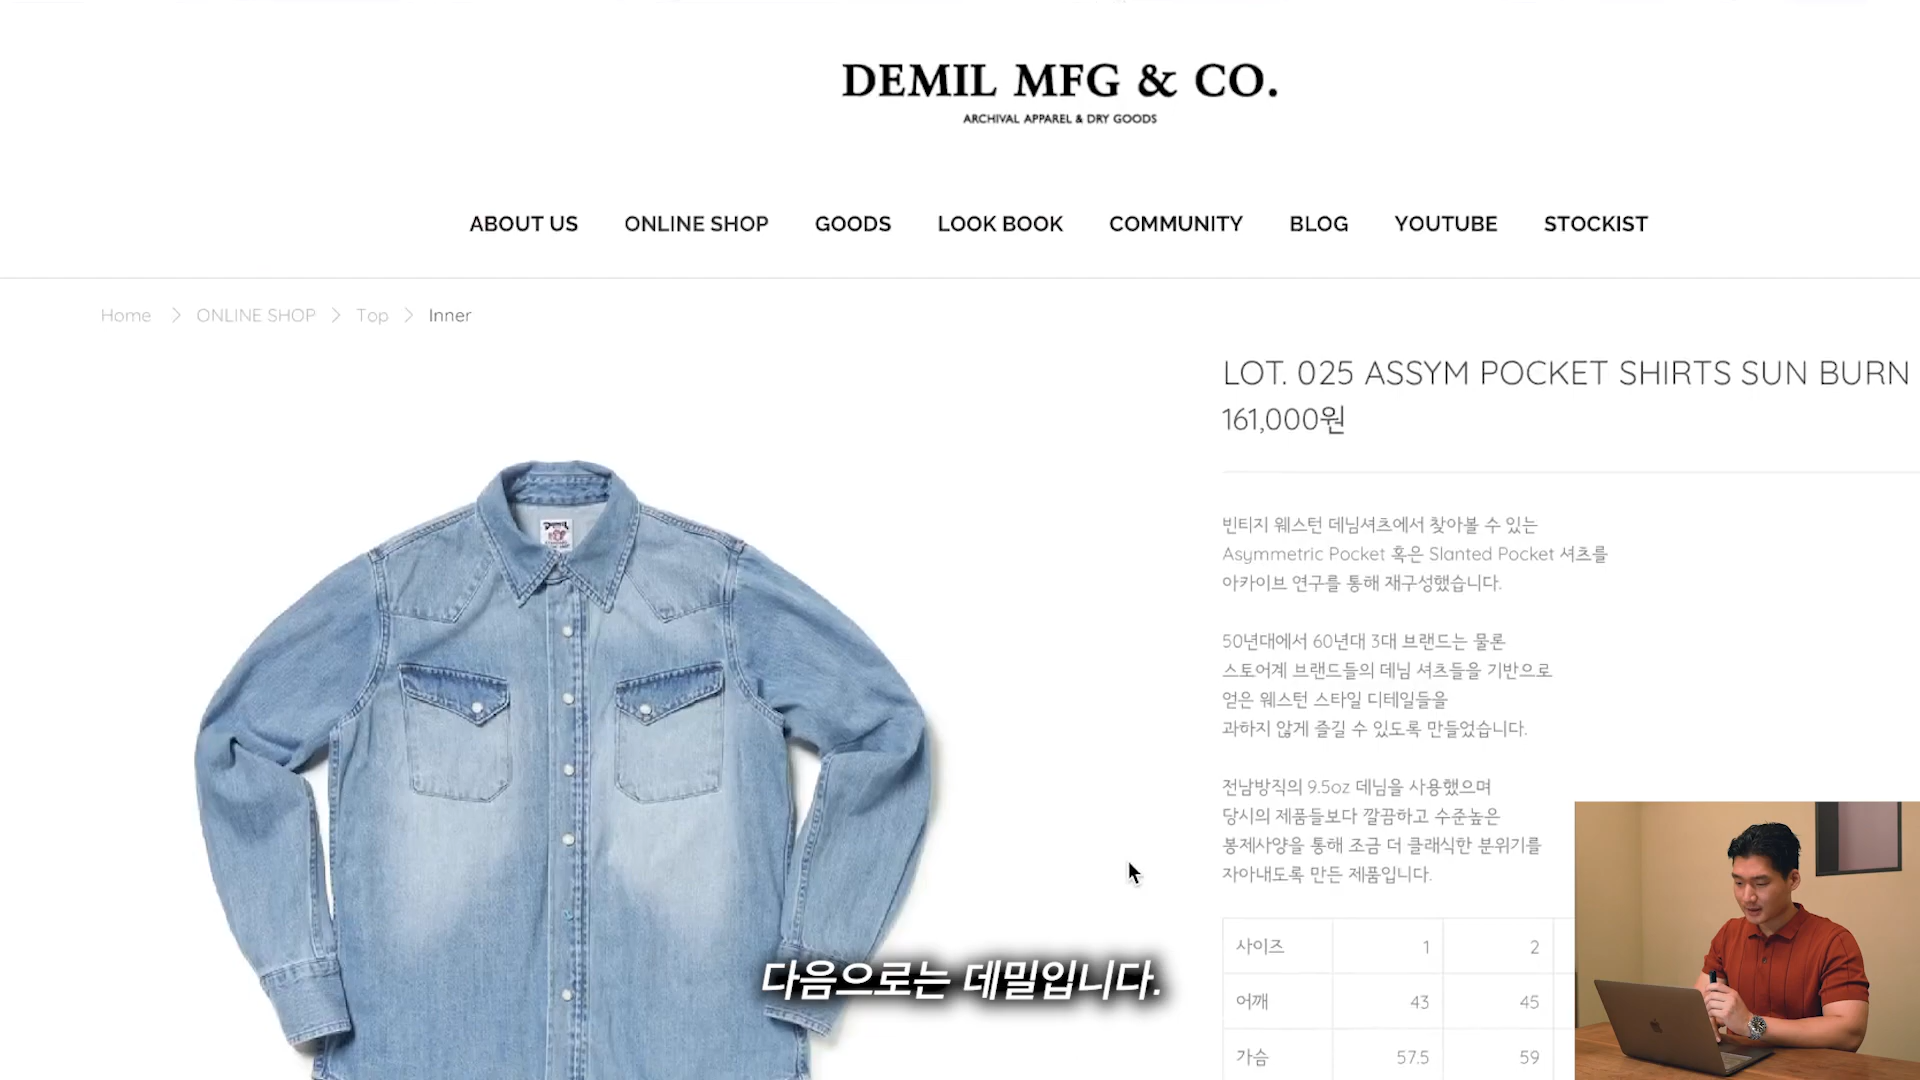 DEMIL MFG & CO.
ARCHIVAL APPAREL & DRY GOODS
ABOUT US ONLINE SHOP GOODS LOOK BOOK COMMUNITY BLOG YOUTUBE STOCKIST
Home > ONLINE SHOP > Top > Inner
LOT. 025 ASSYM POCKET SHIRTS SUN BURN
161,000원
빈티지 웨스턴 데님셔츠에서 찾아볼 수 있는
Asymmetric Pocket 혹은 Slanted Pocket 셔츠를
아카이브 연구를 통해 재구성했습니다.
50년대에서 60년대 3대 브랜드는 물론
스토어계 브랜드들의 데님 셔츠들을 기반으로
얻은 웨스턴 스타일 디테일들을
과하지 않게 즐길 수 있도록 만들었습니다.
전남방직의 9.5oz 데님을 사용했으며
당시의 제품들보다 깔끔하고 수준높은
봉제사양을 통해 조금 더 클래식한 분위기를
자아내도록 만든 제품입니다.
사이즈 1 2
어깨 43 45
가슴 57.5 59
다음으로는 데밀입니다.